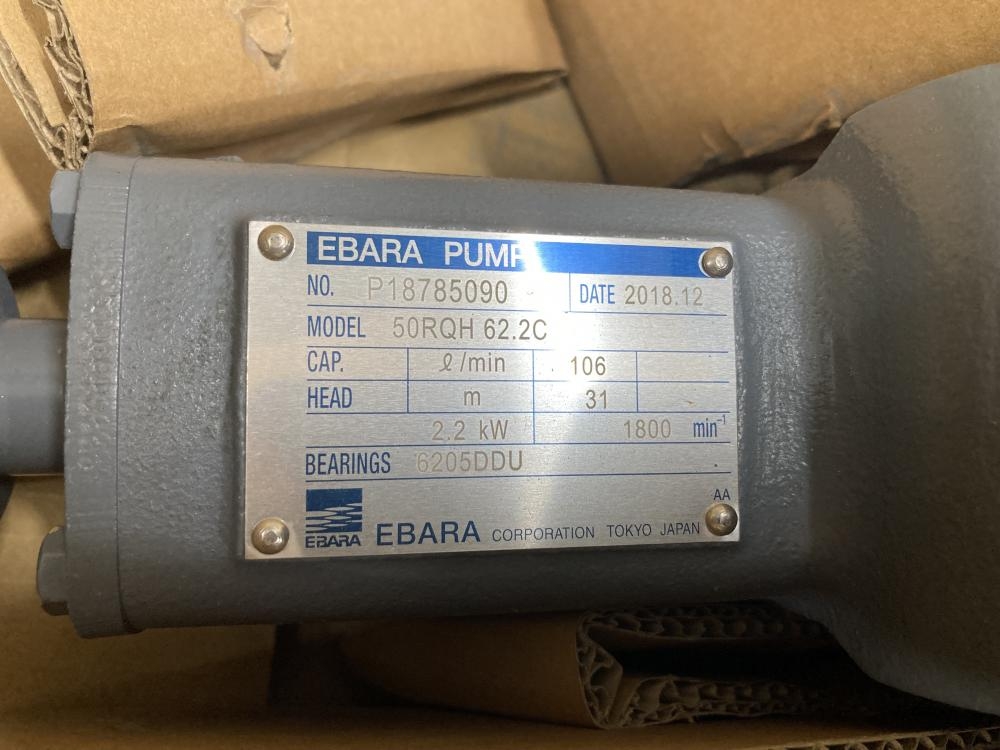 EBARA PUMP
NO. P18785090 DATE 2018.12
MODEL 50RQH 62.2C
CAP. ℓ/min 106
HEAD m 31
2.2 kW 1800 min⁻¹
BEARINGS 6205DDU
AA
EBARA EBARA CORPORATION TOKYO JAPAN